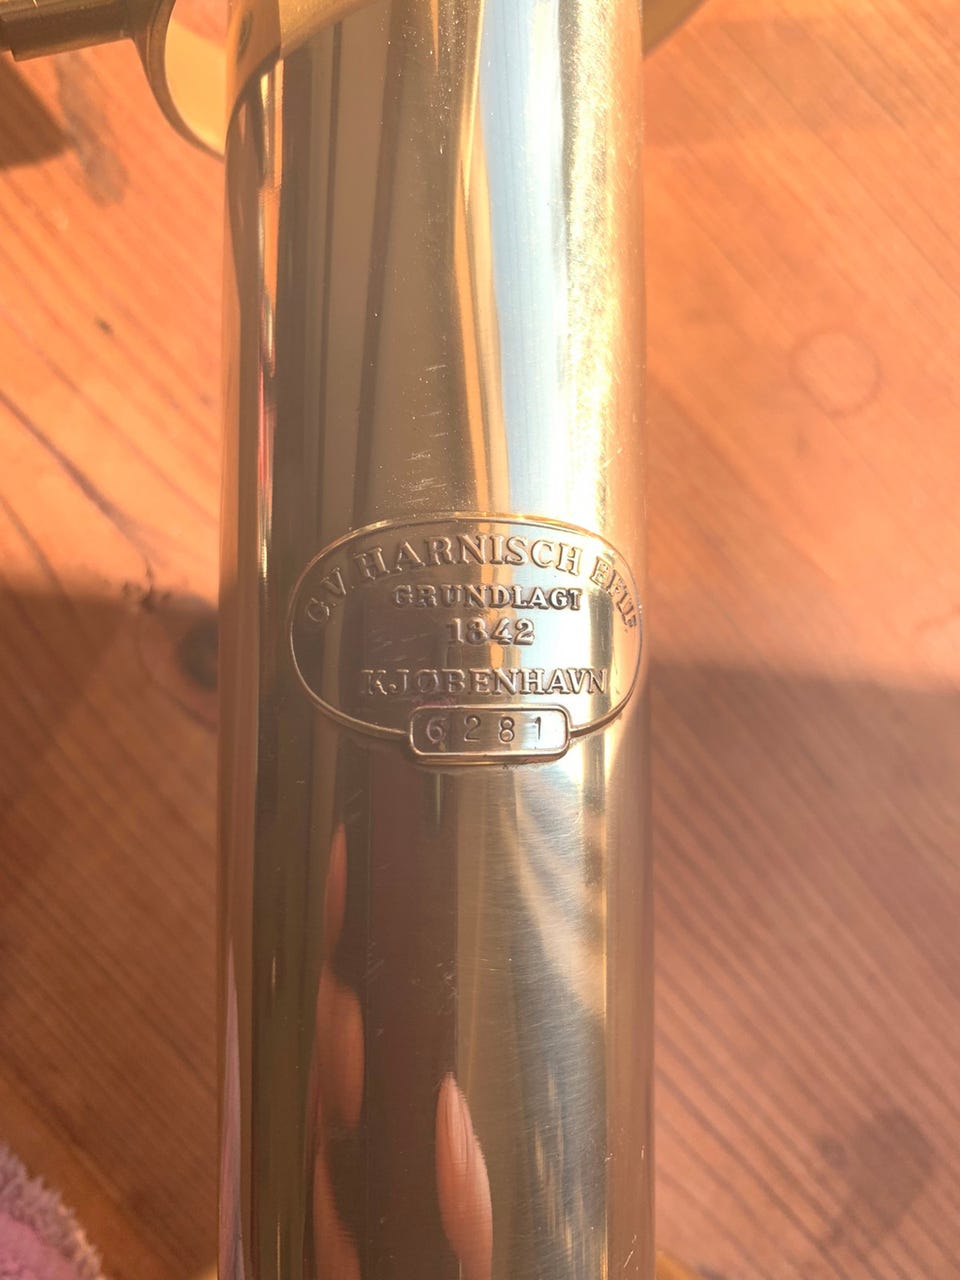 C.V. HARNISCH EFTF.
GRUNDLAGT
1842
KJØBENHAVN
6281